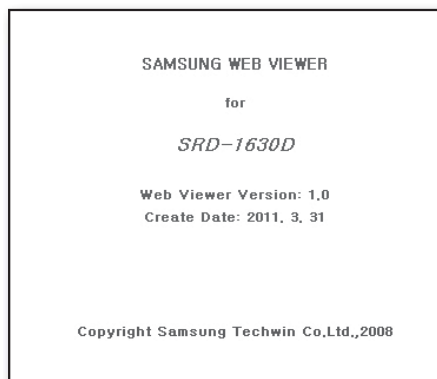 SAMSUNG WEB VIEWER
for
SRD-1630D
Web Viewer Version: 1.0
Create Date: 2011. 3. 31
Copyright Samsung Techwin Co.Ltd.,2008